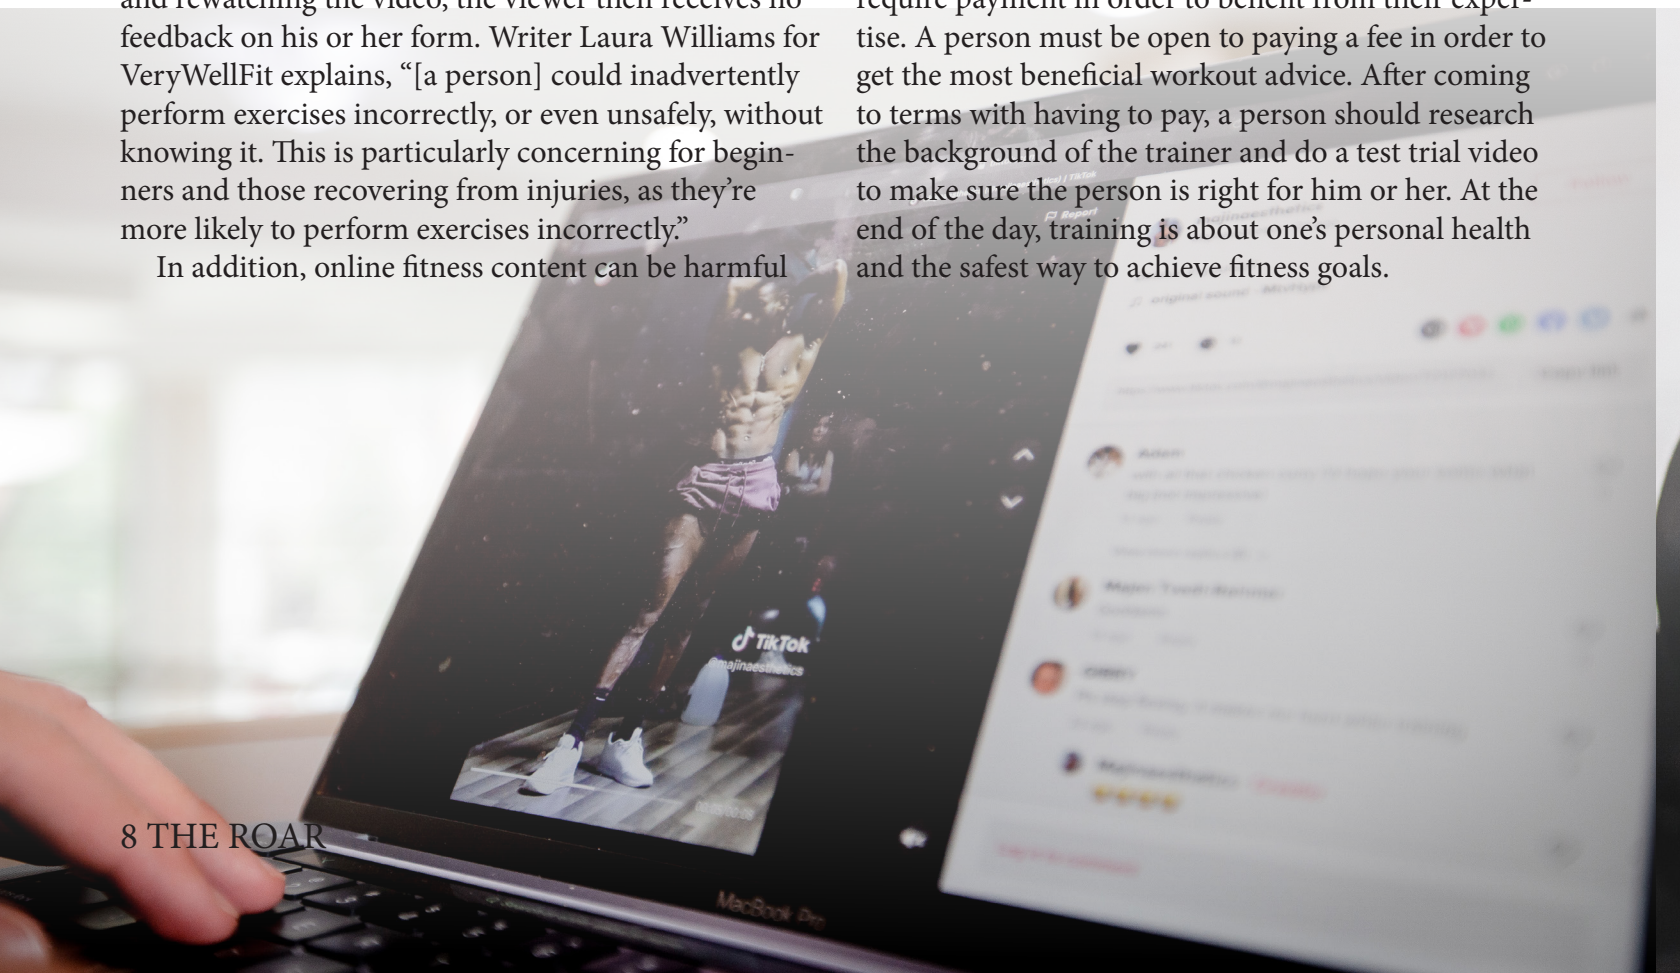 and rewatching the video, the viewer then receives no
feedback on his or her form. Writer Laura Williams for
VeryWellFit explains, “[a person] could inadvertently
perform exercises incorrectly, or even unsafely, without
knowing it. This is particularly concerning for begin-
ners and those recovering from injuries, as they’re
more likely to perform exercises incorrectly.”
In addition, online fitness content can be harmful
require payment in order to benefit from their exper-
tise. A person must be open to paying a fee in order to
get the most beneficial workout advice. After coming
to terms with having to pay, a person should research
the background of the trainer and do a test trial video
to make sure the person is right for him or her. At the
end of the day, training is about one’s personal health
and the safest way to achieve fitness goals.
| TikTok
Report
majinaesthetics
original sound -
Adam
TikTok
@majinaesthetics
Majinaesthetics
8 THE ROAR
MacBook Pro